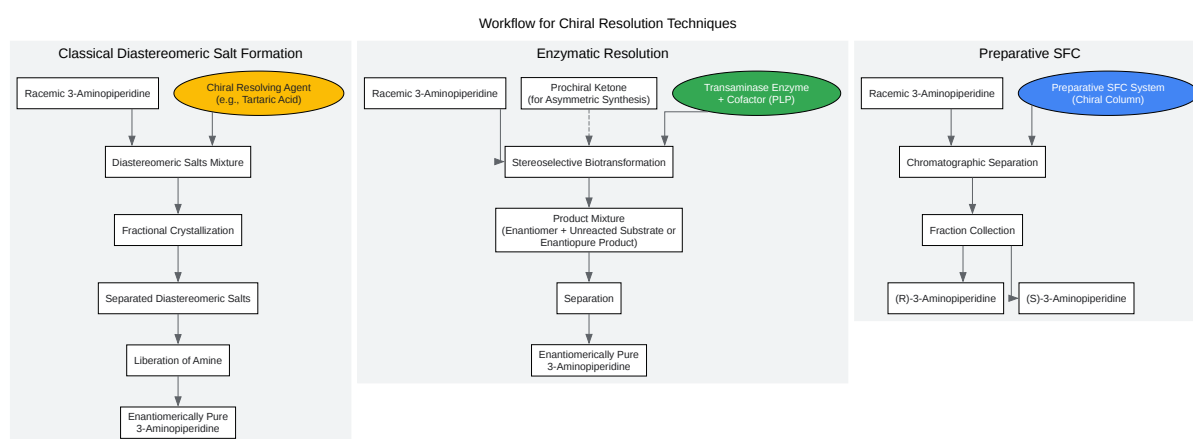 Workflow for Chiral Resolution Techniques
Classical Diastereomeric Salt Formation
Racemic 3-Aminopiperidine
Chiral Resolving Agent
(e.g., Tartaric Acid)
Diastereomeric Salts Mixture
Fractional Crystallization
Separated Diastereomeric Salts
Liberation of Amine
Enantiomerically Pure
3-Aminopiperidine
Enzymatic Resolution
Racemic 3-Aminopiperidine
Prochiral Ketone
(for Asymmetric Synthesis)
Transaminase Enzyme
+ Cofactor (PLP)
Stereoselective Biotransformation
Product Mixture
(Enantiomer + Unreacted Substrate or
Enantiopure Product)
Separation
Enantiomerically Pure
3-Aminopiperidine
Preparative SFC
Racemic 3-Aminopiperidine
Preparative SFC System
(Chiral Column)
Chromatographic Separation
Fraction Collection
(R)-3-Aminopiperidine
(S)-3-Aminopiperidine